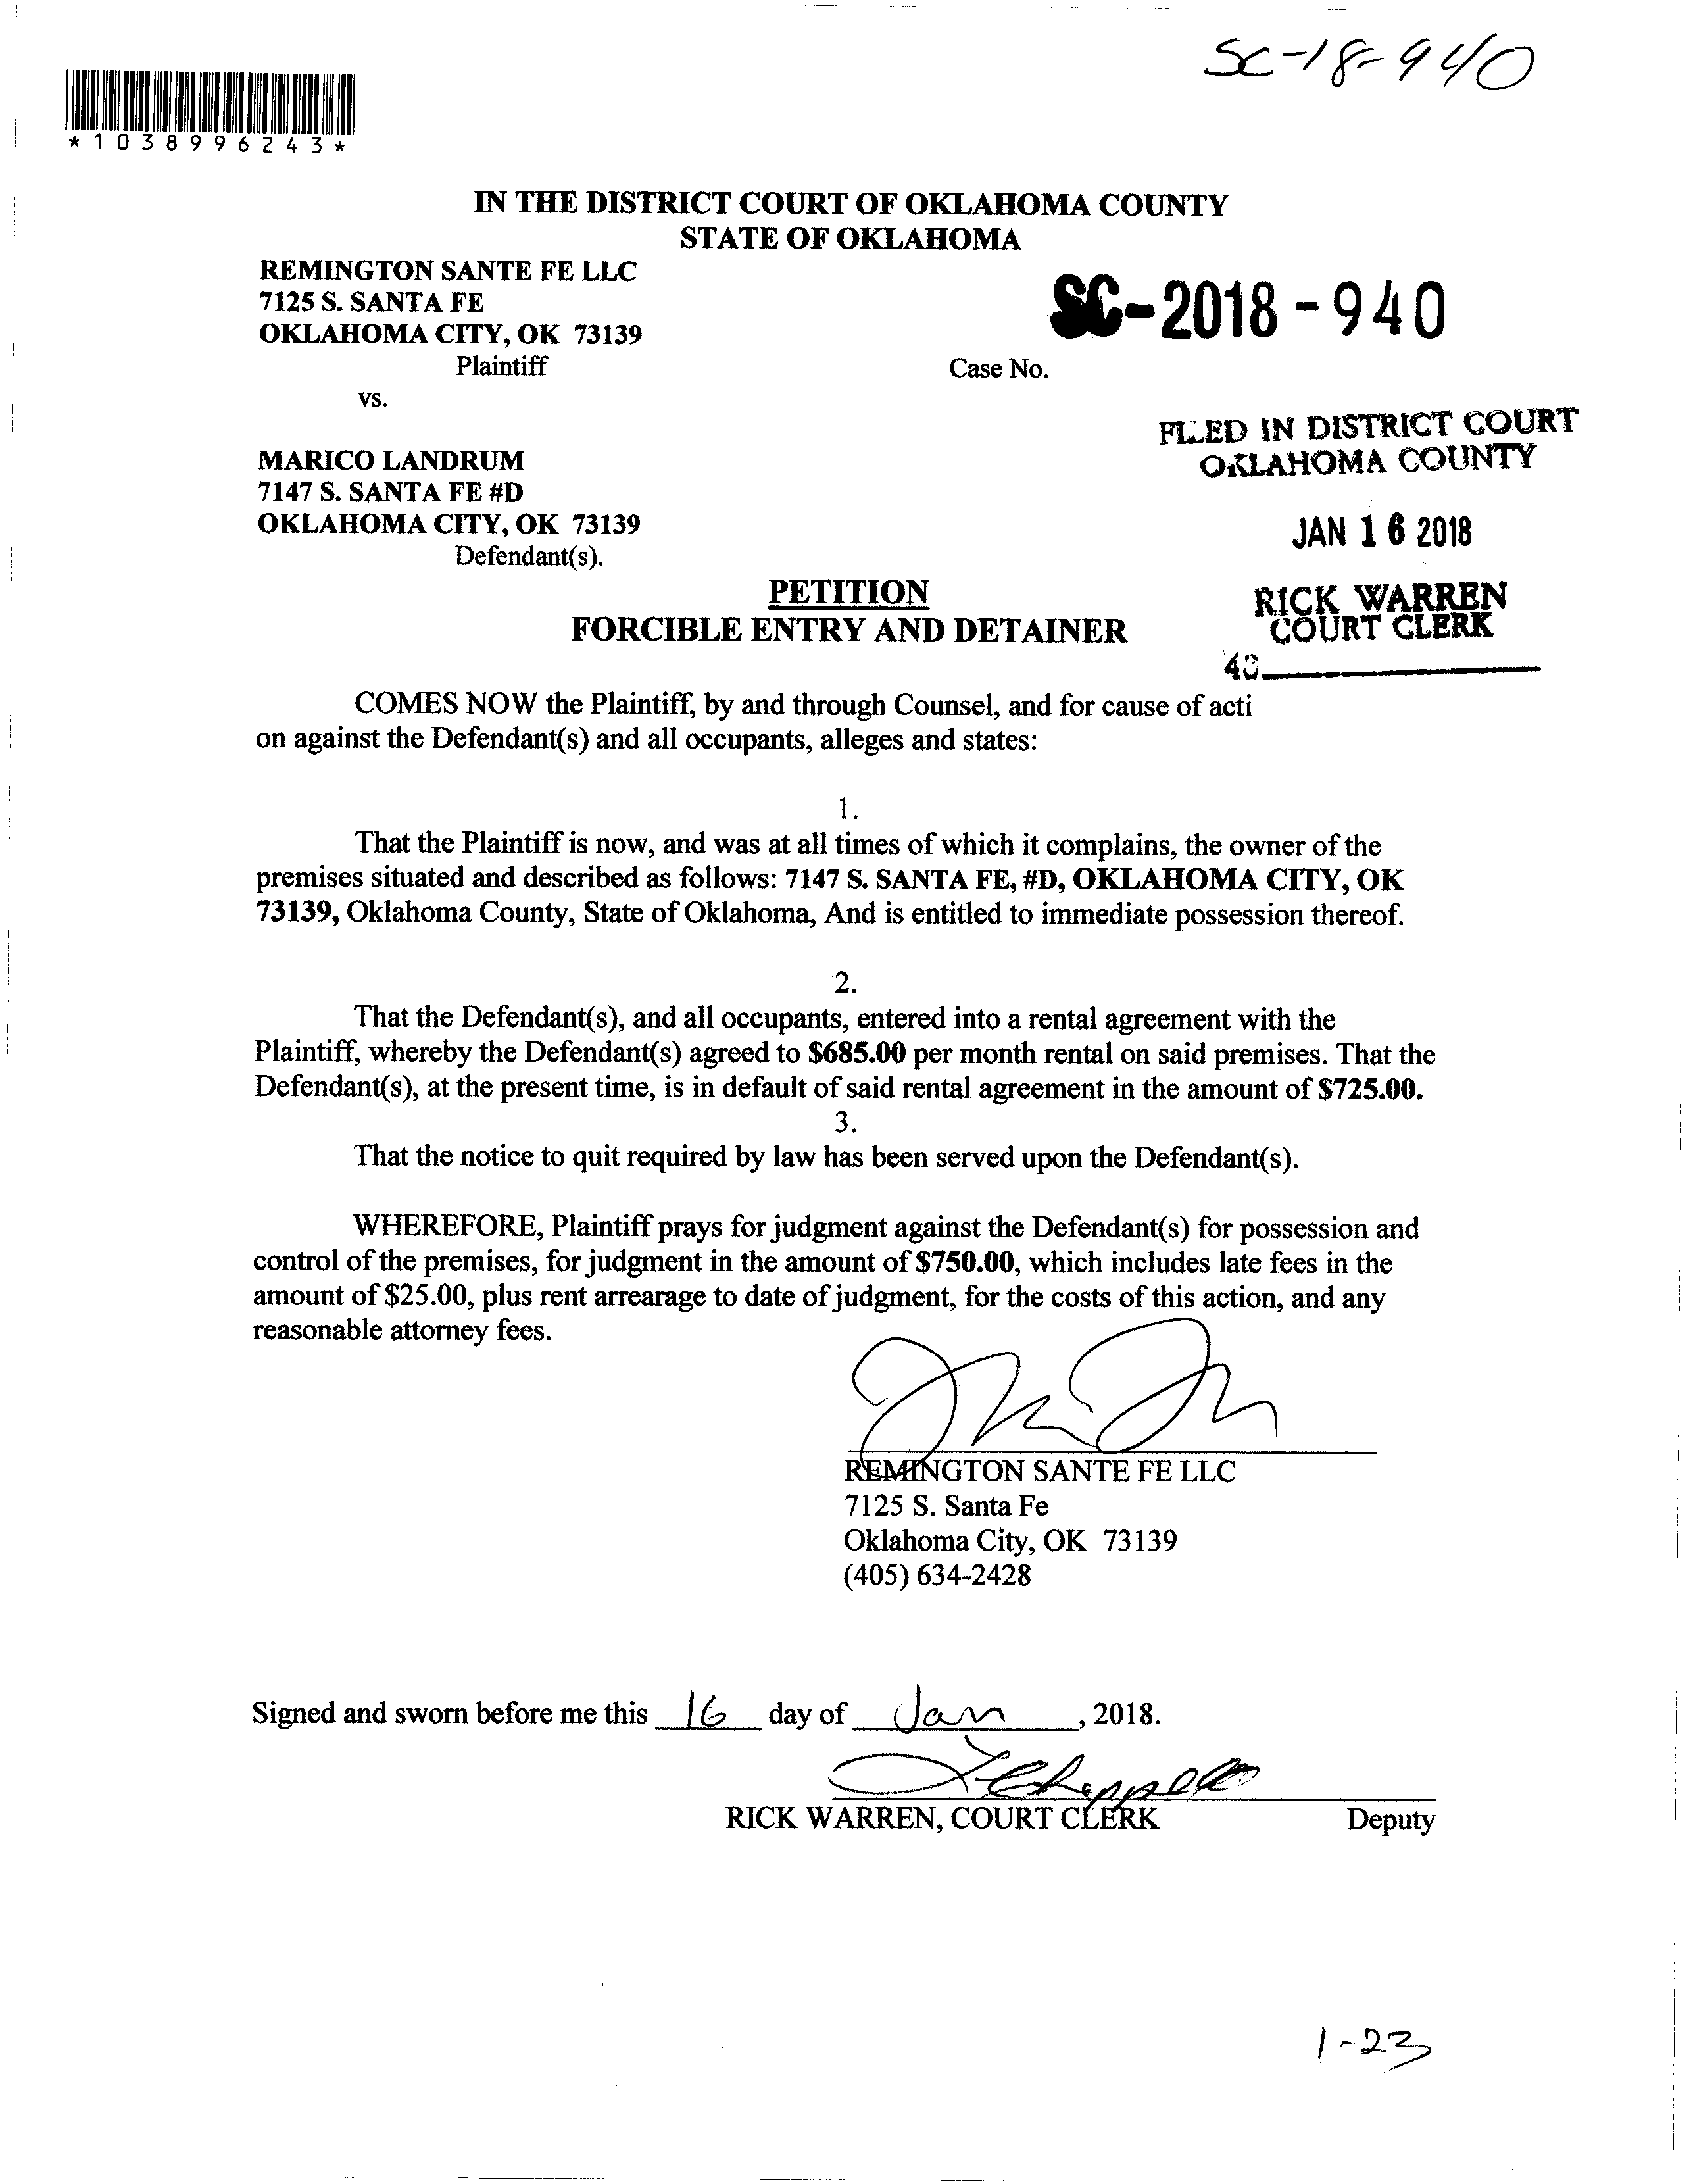 SC-18-940
*1038996243*
IN THE DISTRICT COURT OF OKLAHOMA COUNTY
STATE OF OKLAHOMA
REMINGTON SANTE FE LLC
7125 S. SANTA FE
OKLAHOMA CITY, OK 73139
Plaintiff
SC-2018-940
Case No.
vs.
FILED IN DISTRICT COURT
OKLAHOMA COUNTY
MARICO LANDRUM
7147 S. SANTA FE #D
OKLAHOMA CITY, OK 73139
Defendant(s).
JAN 16 2018
RICK WARREN
COURT CLERK
PETITION
FORCIBLE ENTRY AND DETAINER
COMES NOW the Plaintiff, by and through Counsel, and for cause of acti
on against the Defendant(s) and all occupants, alleges and states:
1.
That the Plaintiff is now, and was at all times of which it complains, the owner of the
premises situated and described as follows: 7147 S. SANTA FE, #D, OKLAHOMA CITY, OK
73139, Oklahoma County, State of Oklahoma, And is entitled to immediate possession thereof.
2.
That the Defendant(s), and all occupants, entered into a rental agreement with the
Plaintiff, whereby the Defendant(s) agreed to $685.00 per month rental on said premises. That the
Defendant(s), at the present time, is in default of said rental agreement in the amount of $725.00.
3.
That the notice to quit required by law has been served upon the Defendant(s).
WHEREFORE, Plaintiff prays for judgment against the Defendant(s) for possession and
control of the premises, for judgment in the amount of $750.00, which includes late fees in the
amount of $25.00, plus rent arrearage to date of judgment, for the costs of this action, and any
reasonable attorney fees.
REMINGTON SANTE FE LLC
7125 S. Santa Fe
Oklahoma City, OK 73139
(405) 634-2428
Signed and sworn before me this 16 day of Jan, 2018.
RICK WARREN, COURT CLERK Deputy
1-23